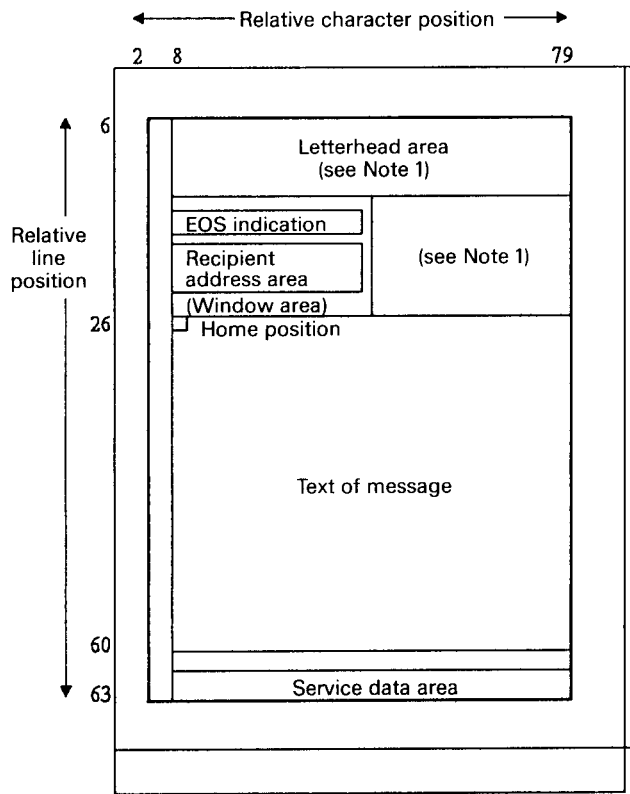 Relative character position
2 8 79
6
Letterhead area
(see Note 1)
EOS indication
Recipient
address area
(Window area)
(see Note 1)
Relative
line
position
26
Home position
Text of message
60
63
Service data area